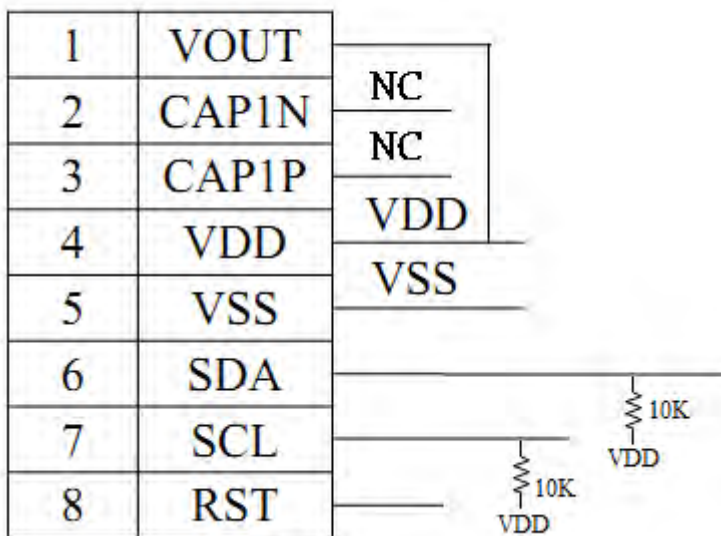 1 VOUT
2 CAP1N NC
3 CAP1P NC
4 VDD VDD
5 VSS VSS
6 SDA
10K
VDD
7 SCL
10K
VDD
8 RST